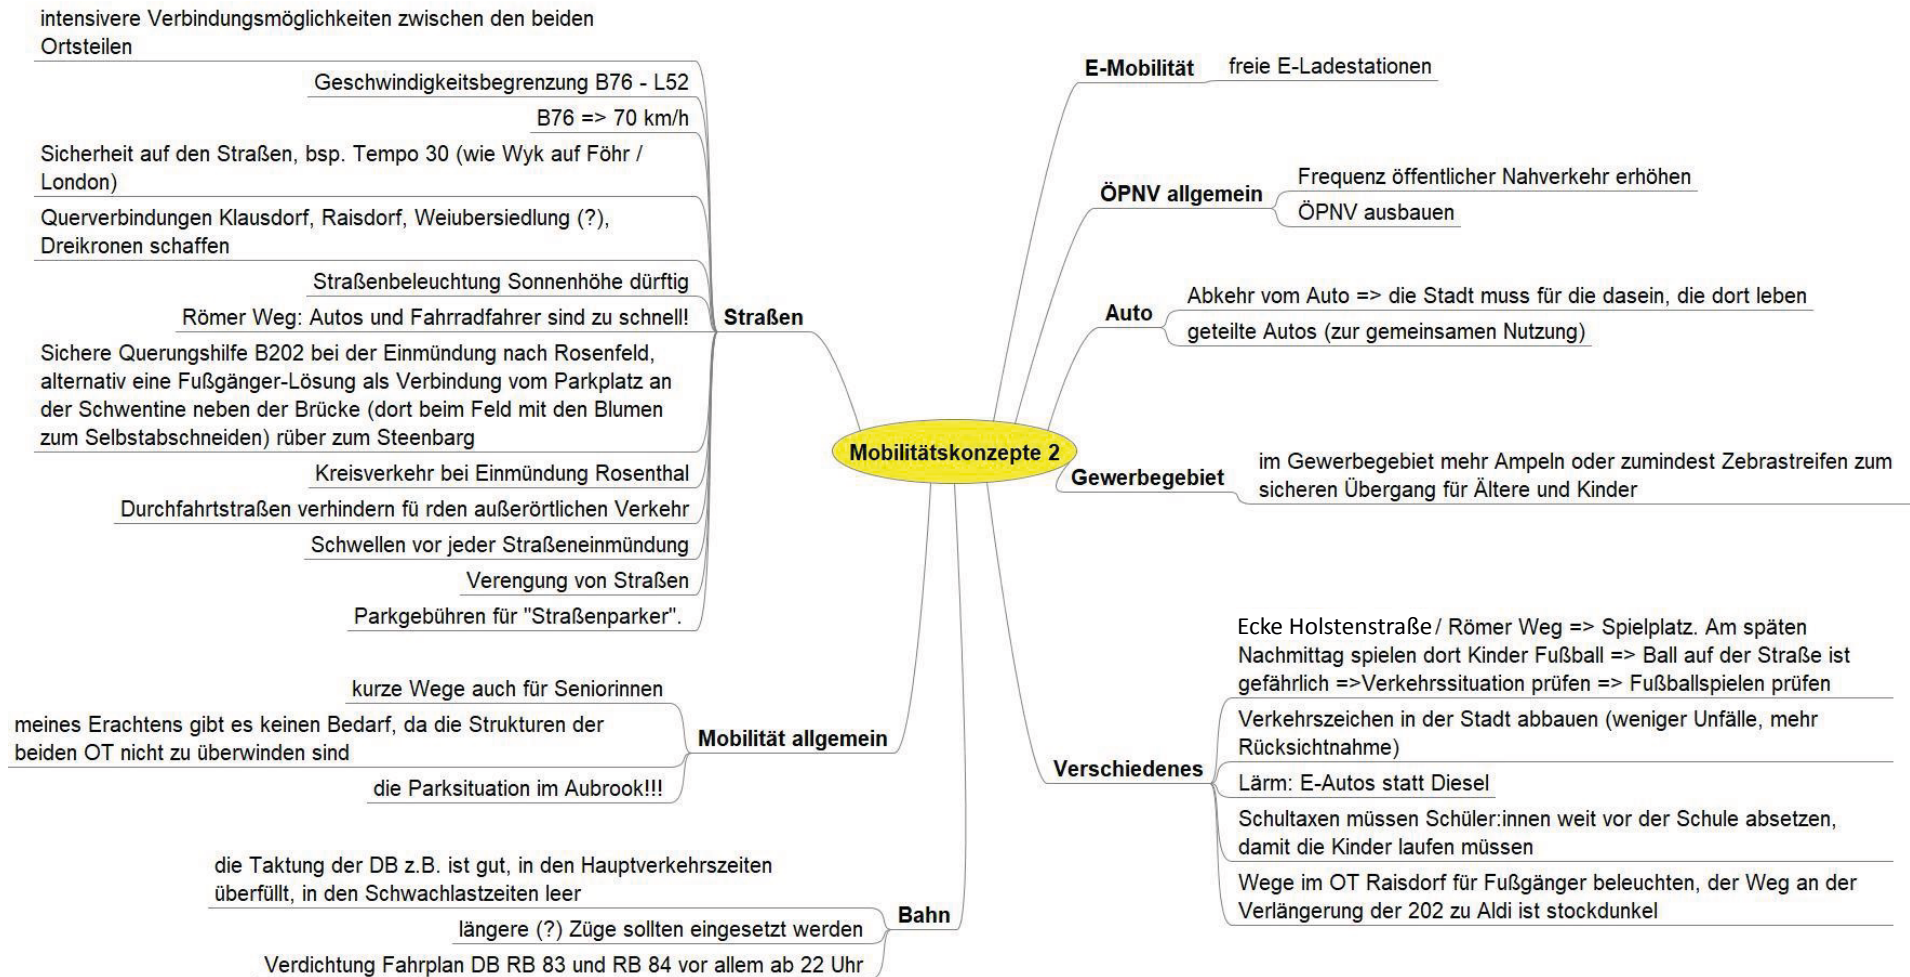 intensivere Verbindungsmöglichkeiten zwischen den beiden
Ortsteilen
Geschwindigkeitsbegrenzung B76 - L52
B76 => 70 km/h
Sicherheit auf den Straßen, bsp. Tempo 30 (wie Wyk auf Föhr /
London)
Querverbindungen Klausdorf, Raisdorf, Weiubersiedlung (?),
Dreikronen schaffen
Straßenbeleuchtung Sonnenhöhe dürftig
Römer Weg: Autos und Fahrradfahrer sind zu schnell!
Sichere Querungshilfe B202 bei der Einmündung nach Rosenfeld,
alternativ eine Fußgänger-Lösung als Verbindung vom Parkplatz an
der Schwentine neben der Brücke (dort beim Feld mit den Blumen
zum Selbstabschneiden) rüber zum Steenbarg
Kreisverkehr bei Einmündung Rosenthal
Durchfahrtstraßen verhindern fü rden außerörtlichen Verkehr
Schwellen vor jeder Straßeneinmündung
Verengung von Straßen
Parkgebühren für "Straßenparker".
Straßen
kurze Wege auch für Seniorinnen
meines Erachtens gibt es keinen Bedarf, da die Strukturen der
beiden OT nicht zu überwinden sind
die Parksituation im Aubrook!!!
Mobilität allgemein
die Taktung der DB z.B. ist gut, in den Hauptverkehrszeiten
überfüllt, in den Schwachlastzeiten leer
längere (?) Züge sollten eingesetzt werden
Verdichtung Fahrplan DB RB 83 und RB 84 vor allem ab 22 Uhr
Bahn
Mobilitätskonzepte 2
E-Mobilität
freie E-Ladestationen
ÖPNV allgemein
Frequenz öffentlicher Nahverkehr erhöhen
ÖPNV ausbauen
Auto
Abkehr vom Auto => die Stadt muss für die dasein, die dort leben
geteilte Autos (zur gemeinsamen Nutzung)
Gewerbegebiet
im Gewerbegebiet mehr Ampeln oder zumindest Zebrastreifen zum
sicheren Übergang für Ältere und Kinder
Verschiedenes
Ecke Holstenstraße / Römer Weg => Spielplatz. Am späten
Nachmittag spielen dort Kinder Fußball => Ball auf der Straße ist
gefährlich =>Verkehrssituation prüfen => Fußballspielen prüfen
Verkehrszeichen in der Stadt abbauen (weniger Unfälle, mehr
Rücksichtnahme)
Lärm: E-Autos statt Diesel
Schultaxen müssen Schüler:innen weit vor der Schule absetzen,
damit die Kinder laufen müssen
Wege im OT Raisdorf für Fußgänger beleuchten, der Weg an der
Verlängerung der 202 zu Aldi ist stockdunkel